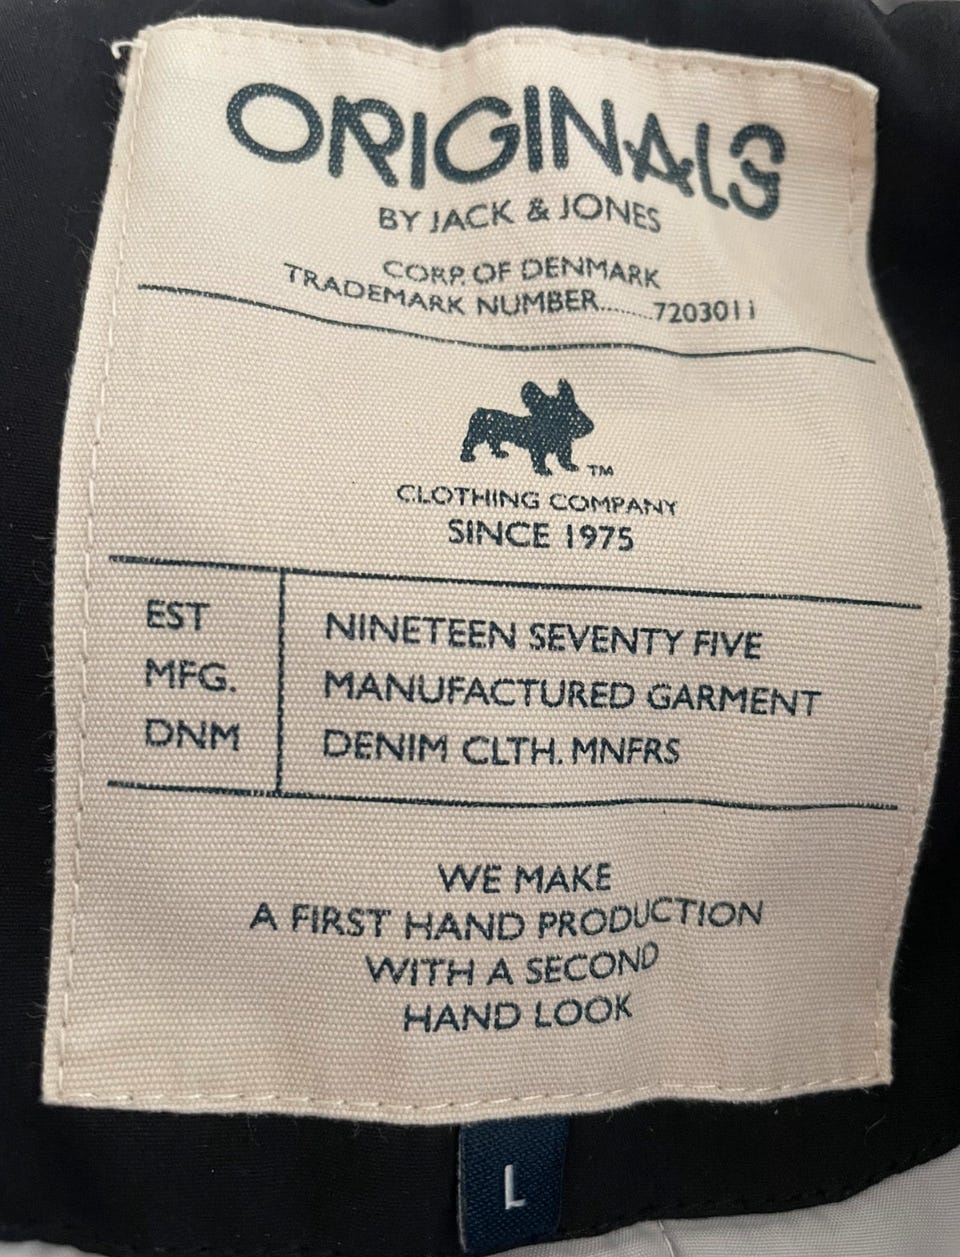 ORIGINALS
BY JACK & JONES
CORP. OF DENMARK
TRADEMARK NUMBER........7203011
TM
CLOTHING COMPANY
SINCE 1975
EST NINETEEN SEVENTY FIVE
MFG. MANUFACTURED GARMENT
DNM DENIM CLTH. MNFRS
WE MAKE
A FIRST HAND PRODUCTION
WITH A SECOND
HAND LOOK
L